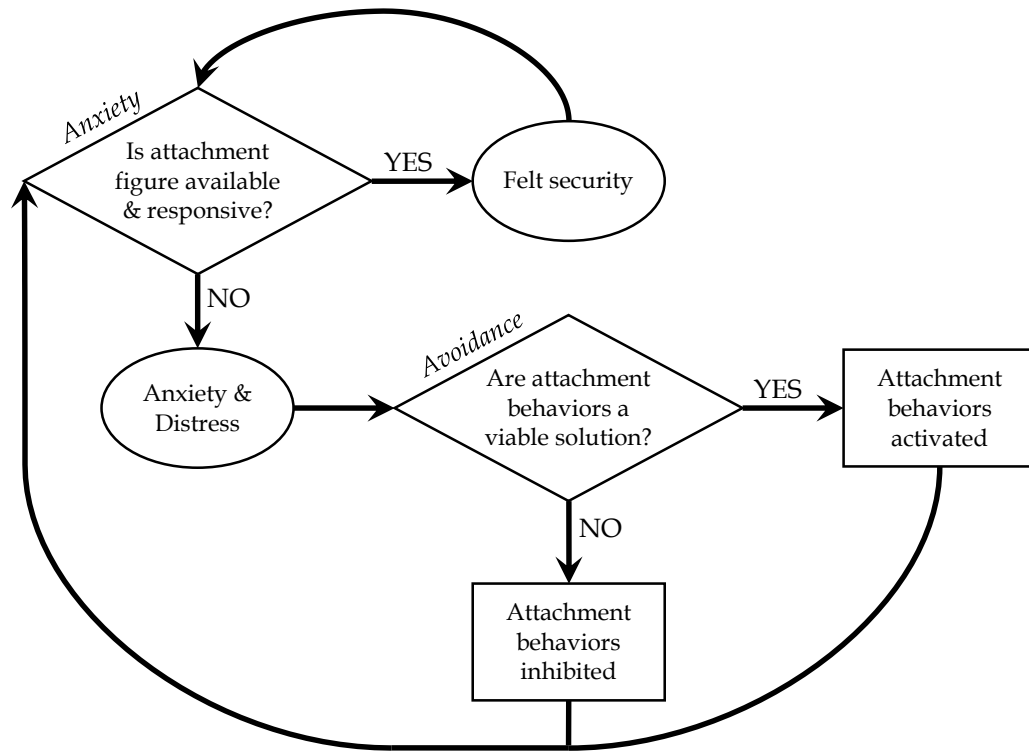 Anxiety
Is attachment
figure available
& responsive?
YES
Felt security
NO
Anxiety &
Distress
Avoidance
Are attachment
behaviors a
viable solution?
YES
Attachment
behaviors
activated
NO
Attachment
behaviors
inhibited